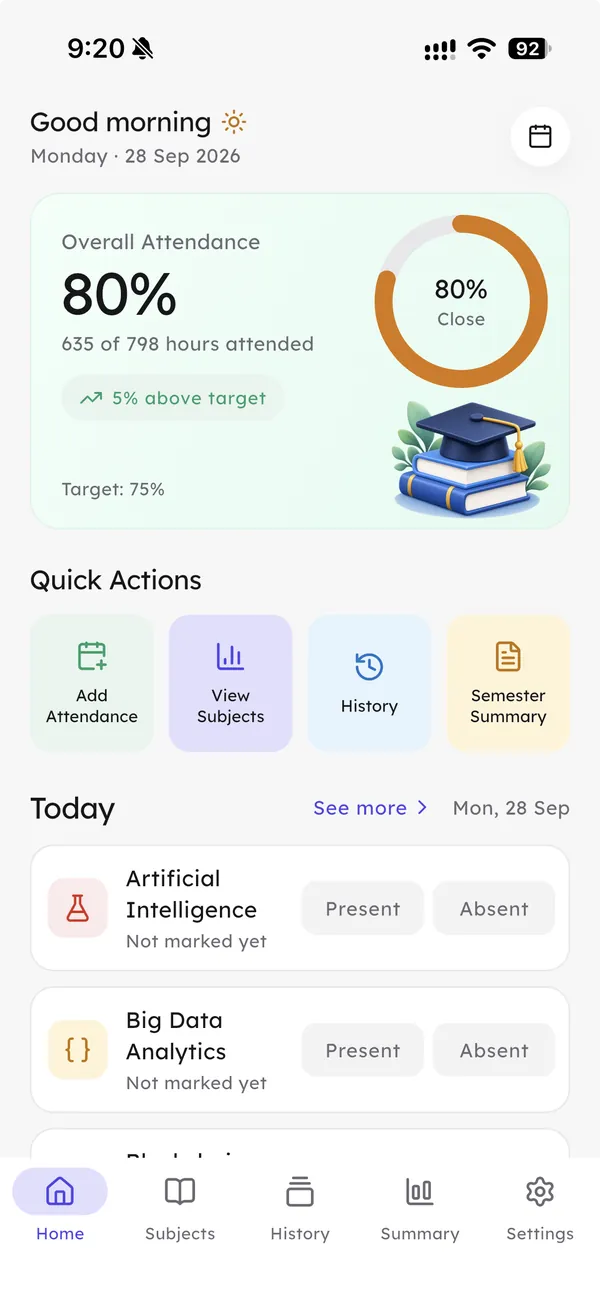 9:20
92
Good morning
Monday · 28 Sep 2026
Overall Attendance
80%
635 of 798 hours attended
5% above target
Target: 75%
80%
Close
Quick Actions
Add
Attendance
View
Subjects
History
Semester
Summary
Today
See more
Mon, 28 Sep
Artificial
Intelligence
Not marked yet
Present
Absent
Big Data
Analytics
Not marked yet
Present
Absent
Home
Subjects
History
Summary
Settings